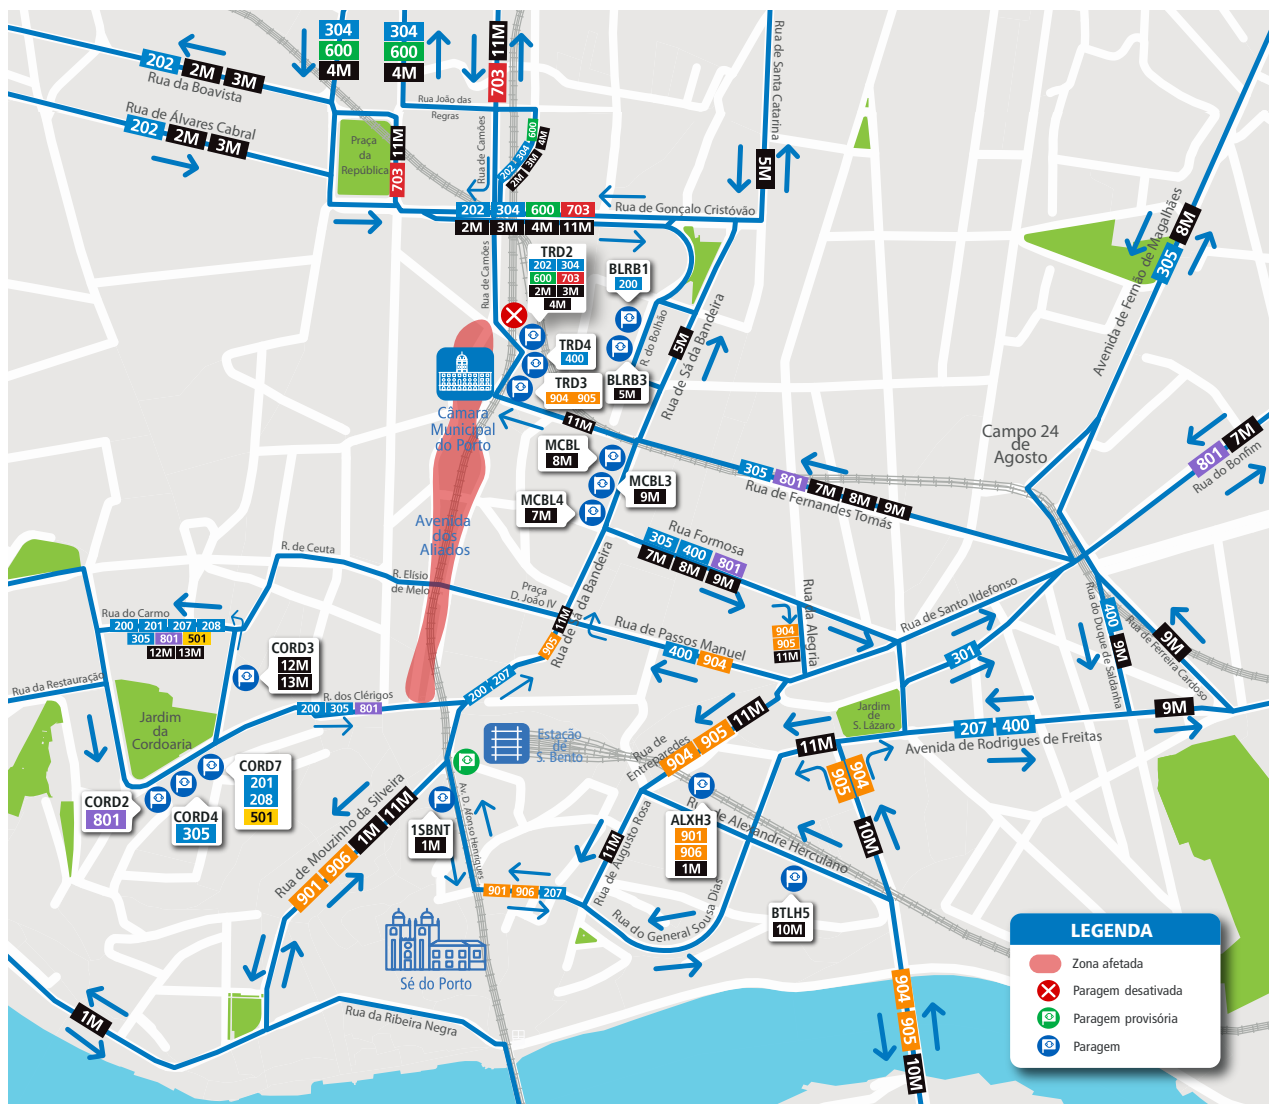 304
600
4M
304
600
4M
11M
703
202 2M 3M
Rua da Boavista
Rua de Álvares Cabral
202 2M 3M
Rua João das
Regras
Rua de Camões
600
202 304
2M 3M 4M
Praça
da
República
11M
703
Rua de Santa Catarina
5M
202 304 600 703
2M 3M 4M 11M
Rua de Gonçalo Cristóvão
Rua de Camões
TRD2
202 304
600 703
2M 3M
4M
BLRB1
200
TRD4
400
TRD3
904 905
BLRB3
5M
R. do Bolhão
5M
Rua de Sá da Bandeira
Avenida de Fernão de Magalhães
305 8M
Câmara
Municipal
do Porto
11M
MCBL
8M
MCBL3
9M
MCBL4
7M
305 801 7M 8M 9M
Rua de Fernandes Tomás
Campo 24
de
Agosto
801 7M
Rua do Bonfim
Avenida
dos
Aliados
Rua Formosa
305 400 801
7M 8M 9M
R. de Ceuta
R. Elísio
de Melo
Praça
D. João IV
Rua de Sá da Bandeira
905 11M
Rua de Passos Manuel
400 904
Rua da Alegria
904
905
11M
Rua de Santo Ildefonso
301
400 9M
Rua do Duque de Saldanha
Rua de Ferreira Cardoso
9M
9M
Rua do Carmo
200 201 207 208
305 801 501
12M 13M
CORD3
12M
13M
Rua da Restauração
R. dos Clérigos
200 305 801
200 207
Jardim
da
Cordoaria
Jardim
de
S. Lázaro
207 400
Avenida de Rodrigues de Freitas
Estação
de
S. Bento
Rua de
Entreparedes
904 905 11M
11M
905 904
10M
CORD7
201
208
501
CORD2
801
CORD4
305
Rua de Mouzinho da Silveira
901 906 1M 11M
1SBNT
1M
Av. D. Afonso Henriques
ALXH3
901
906
1M
Rua de Alexandre Herculano
Rua de Augusto Rosa
11M
901 906 207
Rua do General Sousa Dias
BTLH5
10M
Sé do Porto
1M
Rua da Ribeira Negra
904 905 10M
LEGENDA
Zona afetada
Paragem desativada
Paragem provisória
Paragem